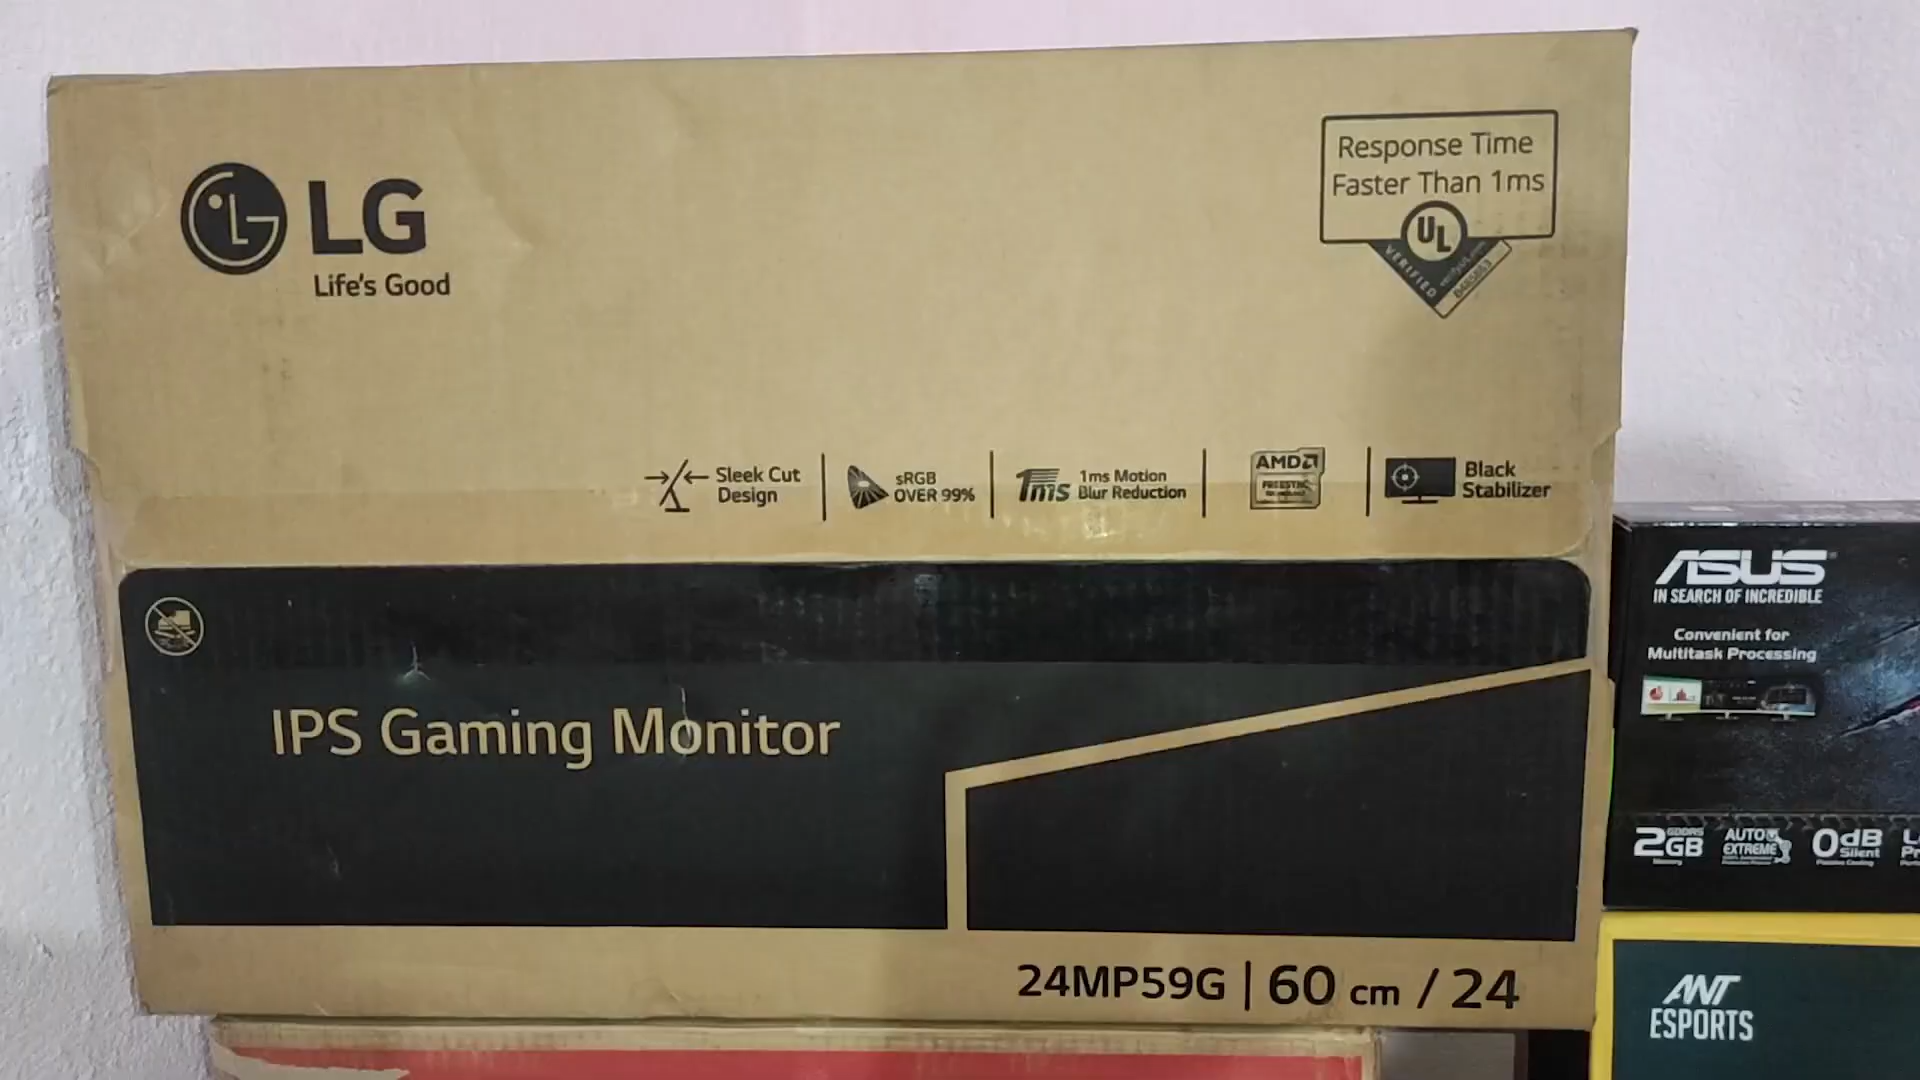 LG
Life's Good
Response Time
Faster Than 1ms
UL
VERIFIED
Sleek Cut
Design
sRGB
OVER 99%
1ms
1ms Motion
Blur Reduction
AMD
FREESYNC
Black
Stabilizer
IPS Gaming Monitor
24MP59G | 60 cm / 24
ASUS
IN SEARCH OF INCREDIBLE
Convenient for
Multitask Processing
2GB
GDDR5
AUTO
EXTREME
0dB
Silent
ANT
ESPORTS